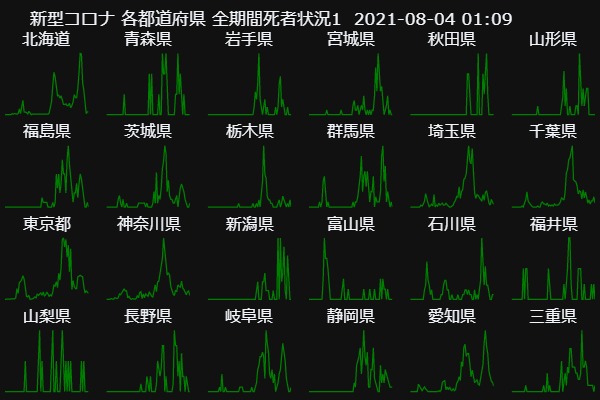 新型コロナ 各都道府県 全期間死者状況1 2021-08-04 01:09
北海道 青森県 岩手県 宮城県 秋田県 山形県
福島県 茨城県 栃木県 群馬県 埼玉県 千葉県
東京都 神奈川県 新潟県 富山県 石川県 福井県
山梨県 長野県 岐阜県 静岡県 愛知県 三重県